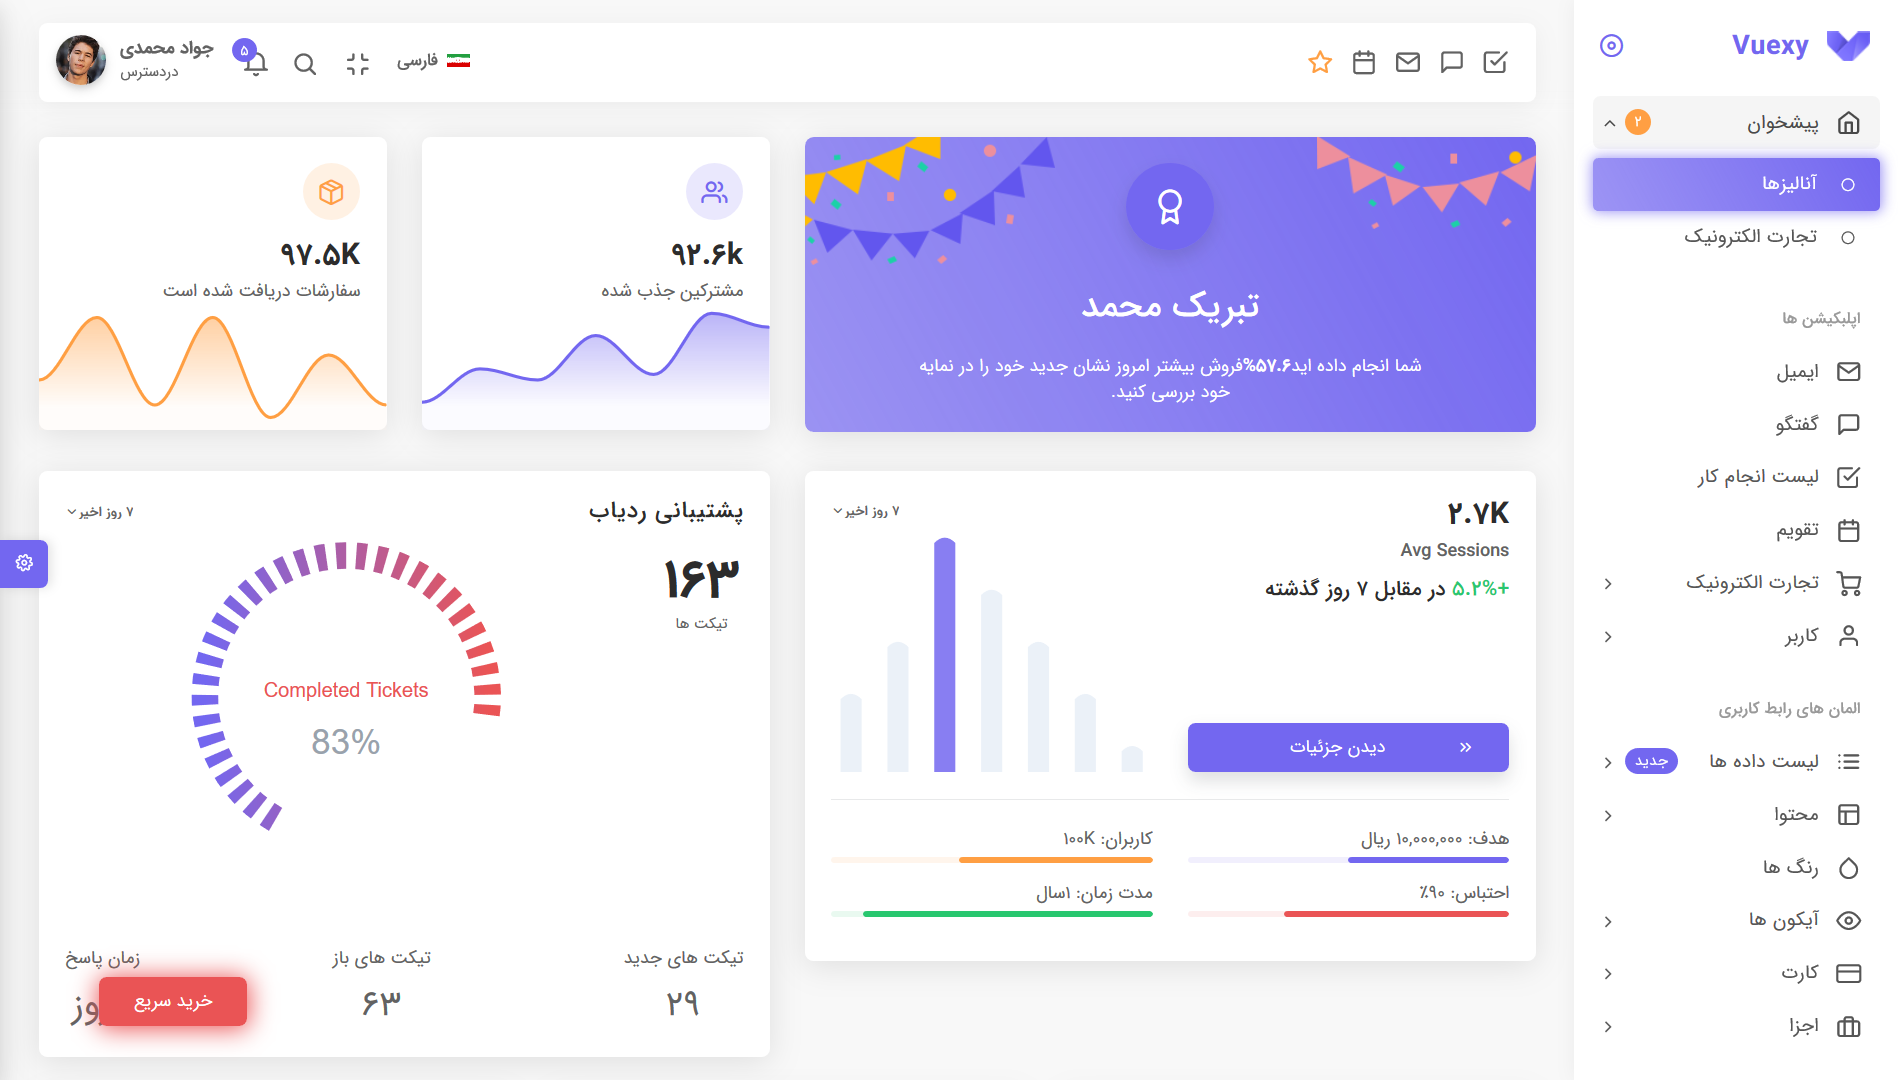 Vuexy
پیشخوان
۲
آنالیزها
تجارت الکترونیک
اپلیکیشن ها
ایمیل
گفتگو
لیست انجام کار
تقویم
تجارت الکترونیک
کاربر
المان های رابط کاربری
لیست داده ها
جدید
محتوا
رنگ ها
آیکون ها
کارت
اجزا
فارسی
۵
جواد محمدی
دردسترس
تبریک محمد
شما انجام داده اید۵۷.۶%فروش بیشتر امروز نشان جدید خود را در نمایه
خود بررسی کنید.
۹۲.۶k
مشترکین جذب شده
۹۷.۵K
سفارشات دریافت شده است
۲.۷K
۷ روز اخیر
Avg Sessions
+۵.۲% در مقابل ۷ روز گذشته
دیدن جزئیات
هدف: ۱۰,۰۰۰,۰۰۰ ریال
کاربران: ۱۰۰K
احتباس: ۹۰٪
مدت زمان: ۱سال
پشتیبانی ردیاب
۷ روز اخیر
۱۶۳
تیکت ها
Completed Tickets
83%
تیکت های جدید
۲۹
تیکت های باز
۶۳
زمان پاسخ
خرید سریع